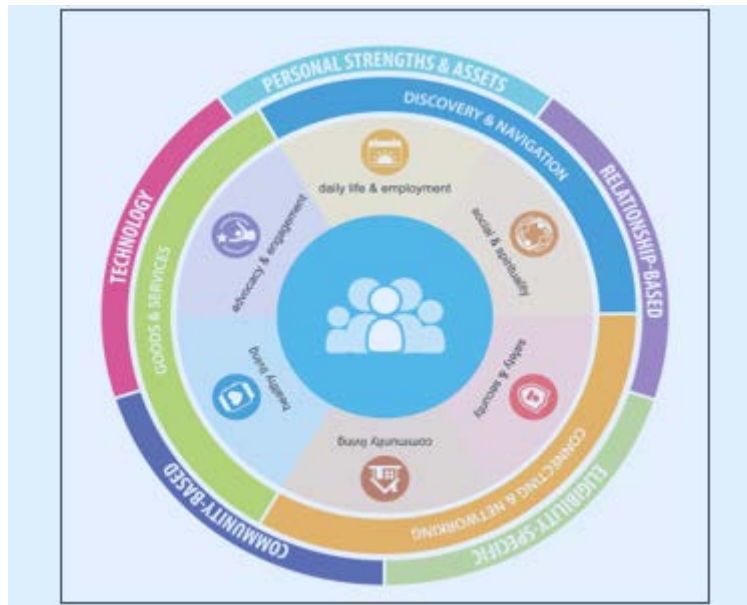 PERSONAL STRENGTHS & ASSETS
RELATIONSHIP-BASED
ELIGIBILITY-SPECIFIC
COMMUNITY-BASED
TECHNOLOGY
DISCOVERY & NAVIGATION
CONNECTING & NETWORKING
GOODS & SERVICES
daily life & employment
social & spirituality
safety & security
community living
healthy living
advocacy & engagement